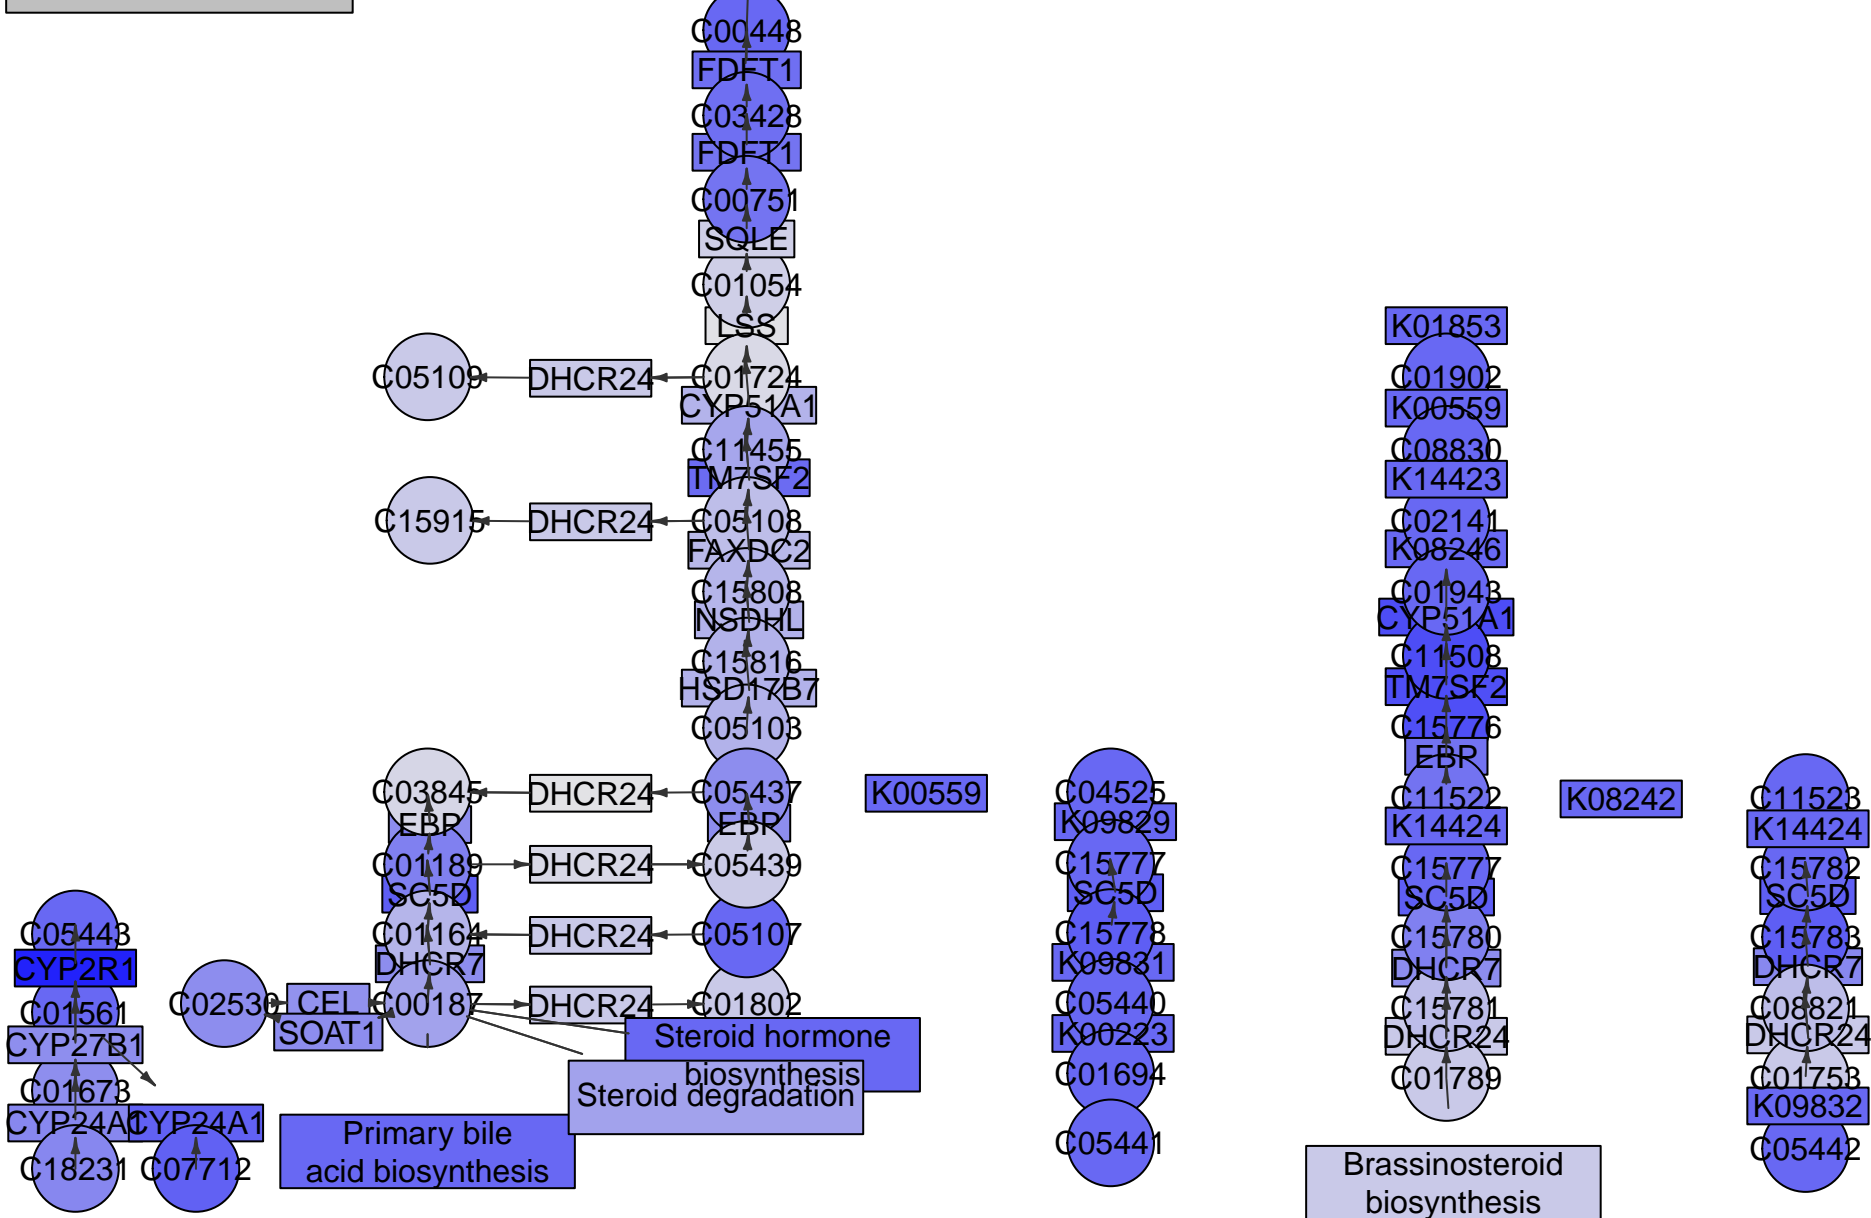 C00448
FDFT1
C03428
FDFT1
C00751
SQLE
C01054
LSS
K01853
C05109
DHCR24
C01724
C01902
CYP51A1
K00559
C11455
C08830
TM7SF2
K14423
C15915
DHCR24
C05108
C02141
FAXDC2
K08246
C15808
C01943
NSDHL
CYP51A1
C15816
C11508
HSD17B7
TM7SF2
C05103
C15776
EBP
C03845
DHCR24
C05437
K00559
C04525
C11522
K08242
C11523
EBP
EBP
K09829
K14424
K14424
C01189
DHCR24
C05439
C15777
C15777
C15782
SC5D
SC5D
SC5D
SC5D
C05443
C01164
DHCR24
C05107
C15778
C15780
C15783
CYP2R1
DHCR7
K09831
DHCR7
DHCR7
C01561
C02530
CEL
C00187
DHCR24
C01802
C05440
C15781
C08821
CYP27B1
SOAT1
Steroid hormone
biosynthesis
K00223
DHCR24
DHCR24
C01673
Steroid degradation
C01694
C01789
C01753
CYP24A1
CYP24A1
K09832
C18231
C07712
Primary bile
acid biosynthesis
C05441
C05442
Brassinosteroid
biosynthesis